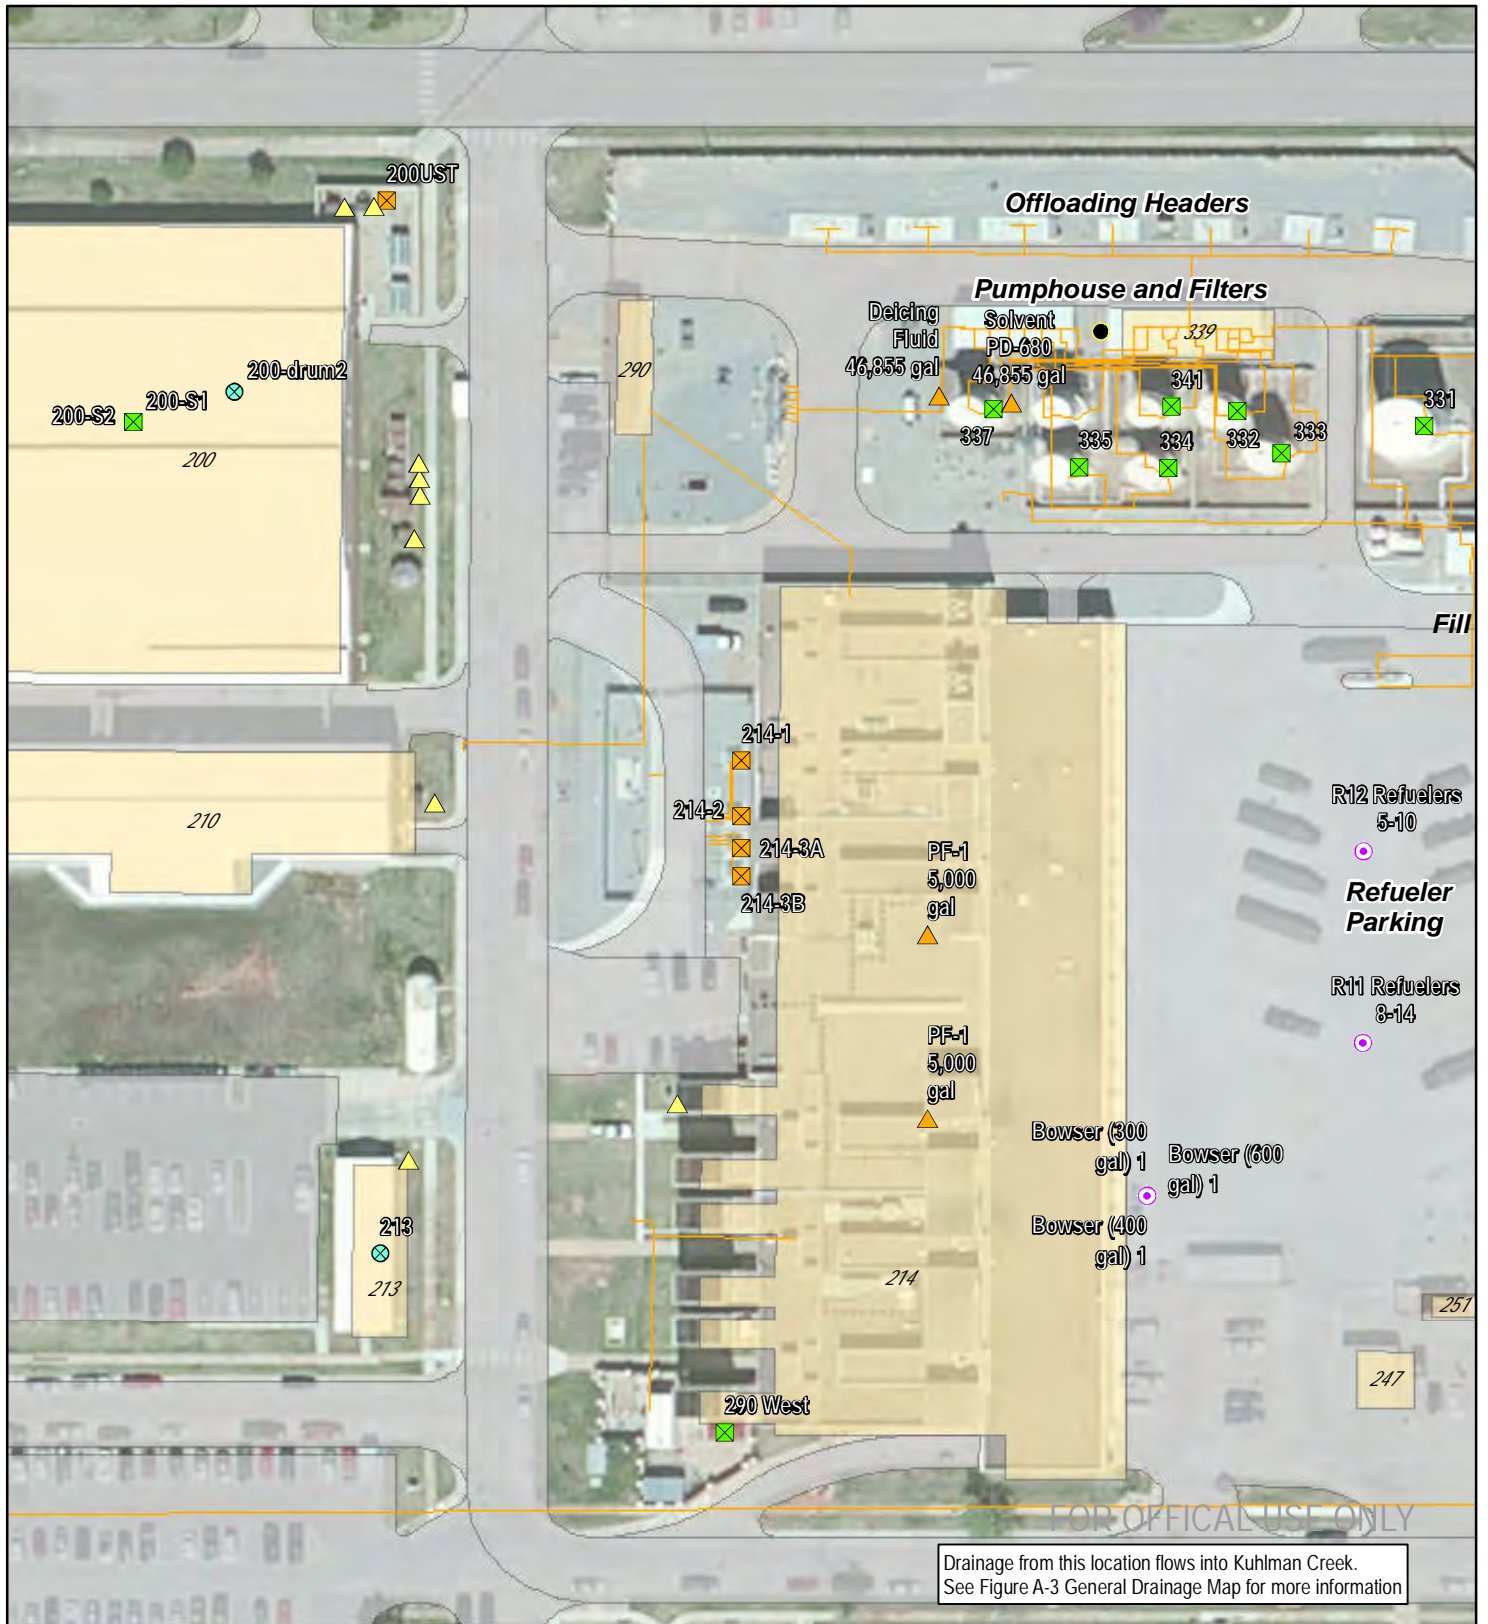 200UST
Offloading Headers
Pumphouse and Filters
Deicing
Fluid
46,855 gal
Solvent
PD-680
46,855 gal
339
290
341
331
200-drum2
200-S1
200-S2
200
337
335
334
332
333
Fill
214-1
214-2
214-3A
214-3B
210
PF-1
5,000
gal
R12 Refuelers
5-10
Refueler
Parking
R11 Refuelers
8-14
PF-1
5,000
gal
Bowser (300
gal) 1
Bowser (600
gal) 1
Bowser (400
gal) 1
213
213
214
251
247
290 West
FOR OFFICAL USE ONLY
Drainage from this location flows into Kuhlman Creek.
See Figure A-3 General Drainage Map for more information